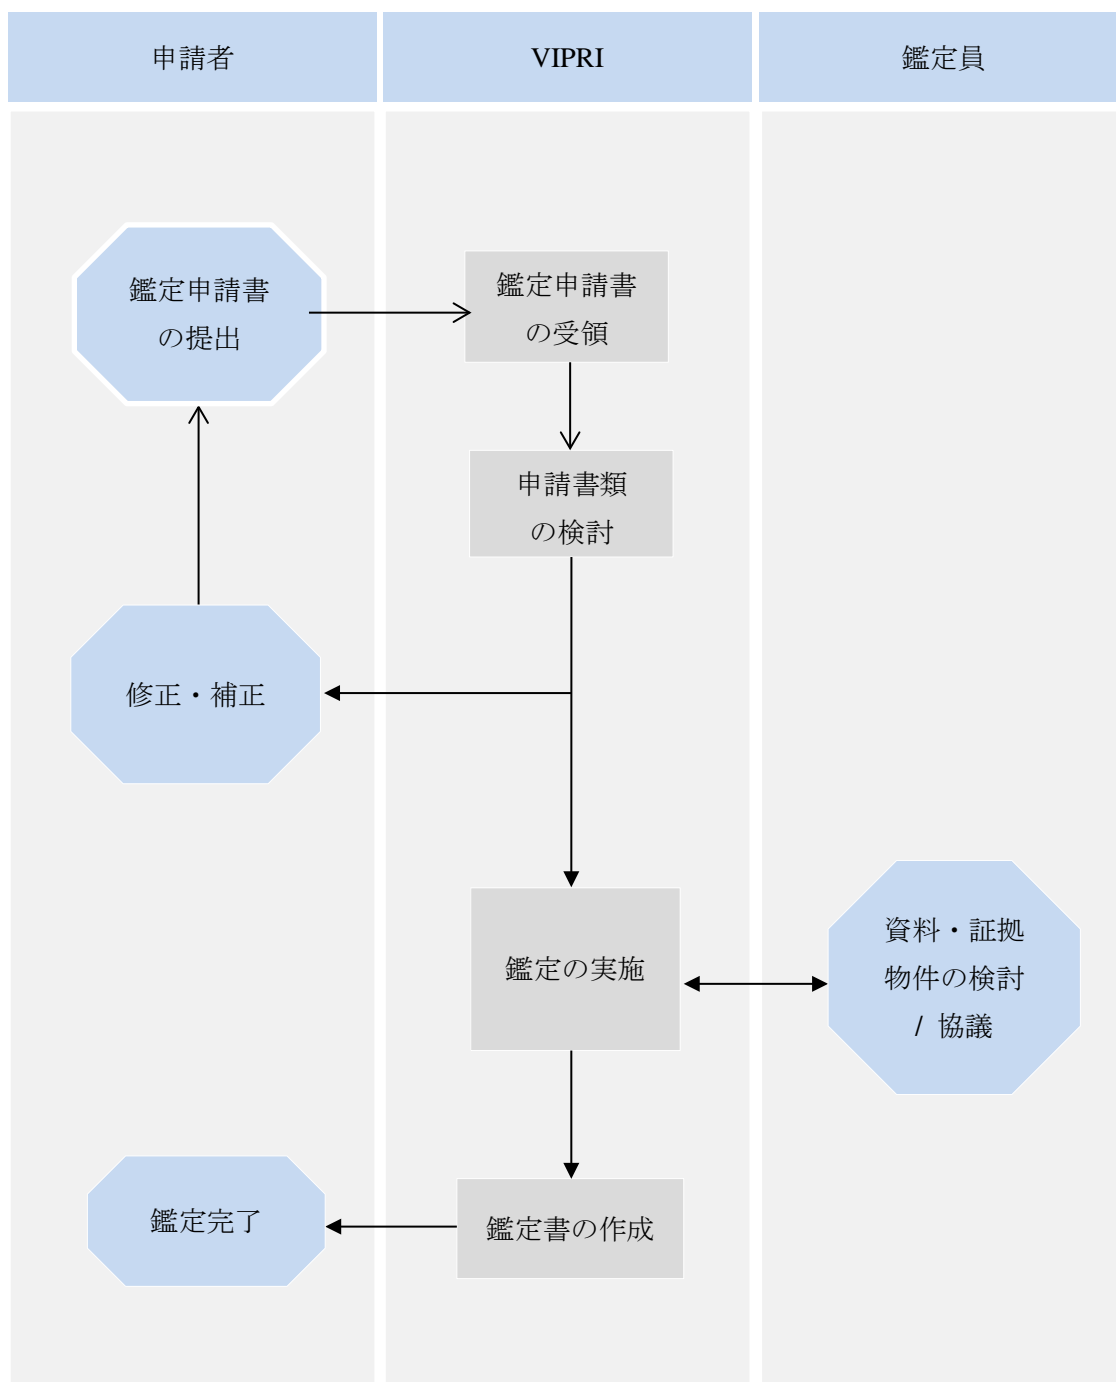 申請者
VIPRI
鑑定員
鑑定申請書
の提出
鑑定申請書
の受領
申請書類
の検討
修正・補正
鑑定の実施
資料・証拠
物件の検討
/ 協議
鑑定完了
鑑定書の作成